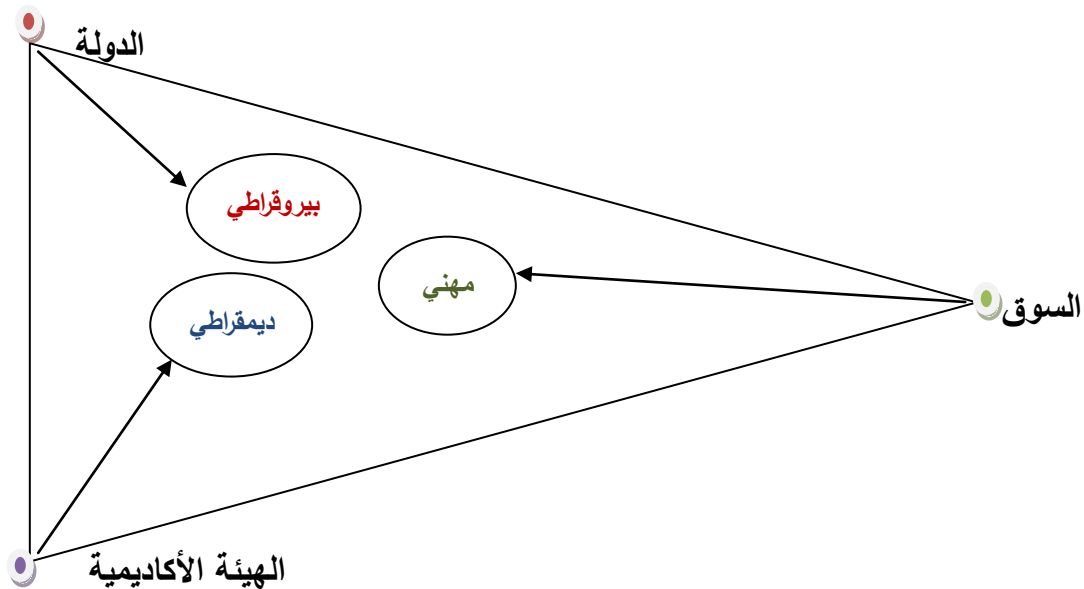 الدولة
بيروقراطي
مهني
السوق
ديمقراطي
الهيئة الأكاديمية